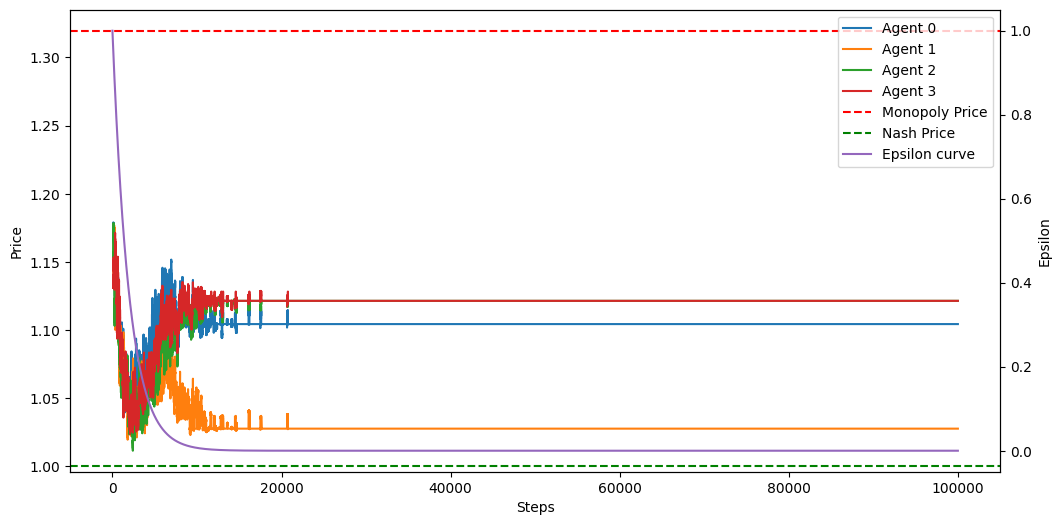 Price
1.30
1.25
1.20
1.15
1.10
1.05
1.00
0
20000
40000
60000
80000
100000
Steps
Agent 0
Agent 1
Agent 2
Agent 3
Monopoly Price
Nash Price
Epsilon curve
1.0
0.8
0.6
0.4
0.2
0.0
Epsilon